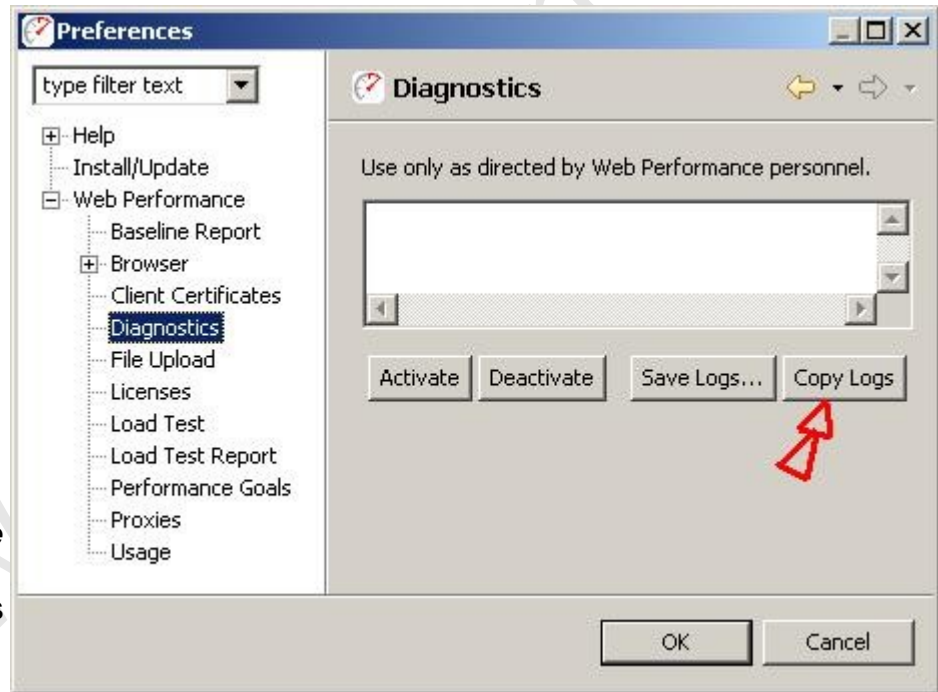 Preferences
type filter text
Help
Install/Update
Web Performance
Baseline Report
Browser
Client Certificates
Diagnostics
File Upload
Licenses
Load Test
Load Test Report
Performance Goals
Proxies
Usage
Diagnostics
Use only as directed by Web Performance personnel.
Activate
Deactivate
Save Logs...
Copy Logs
OK
Cancel